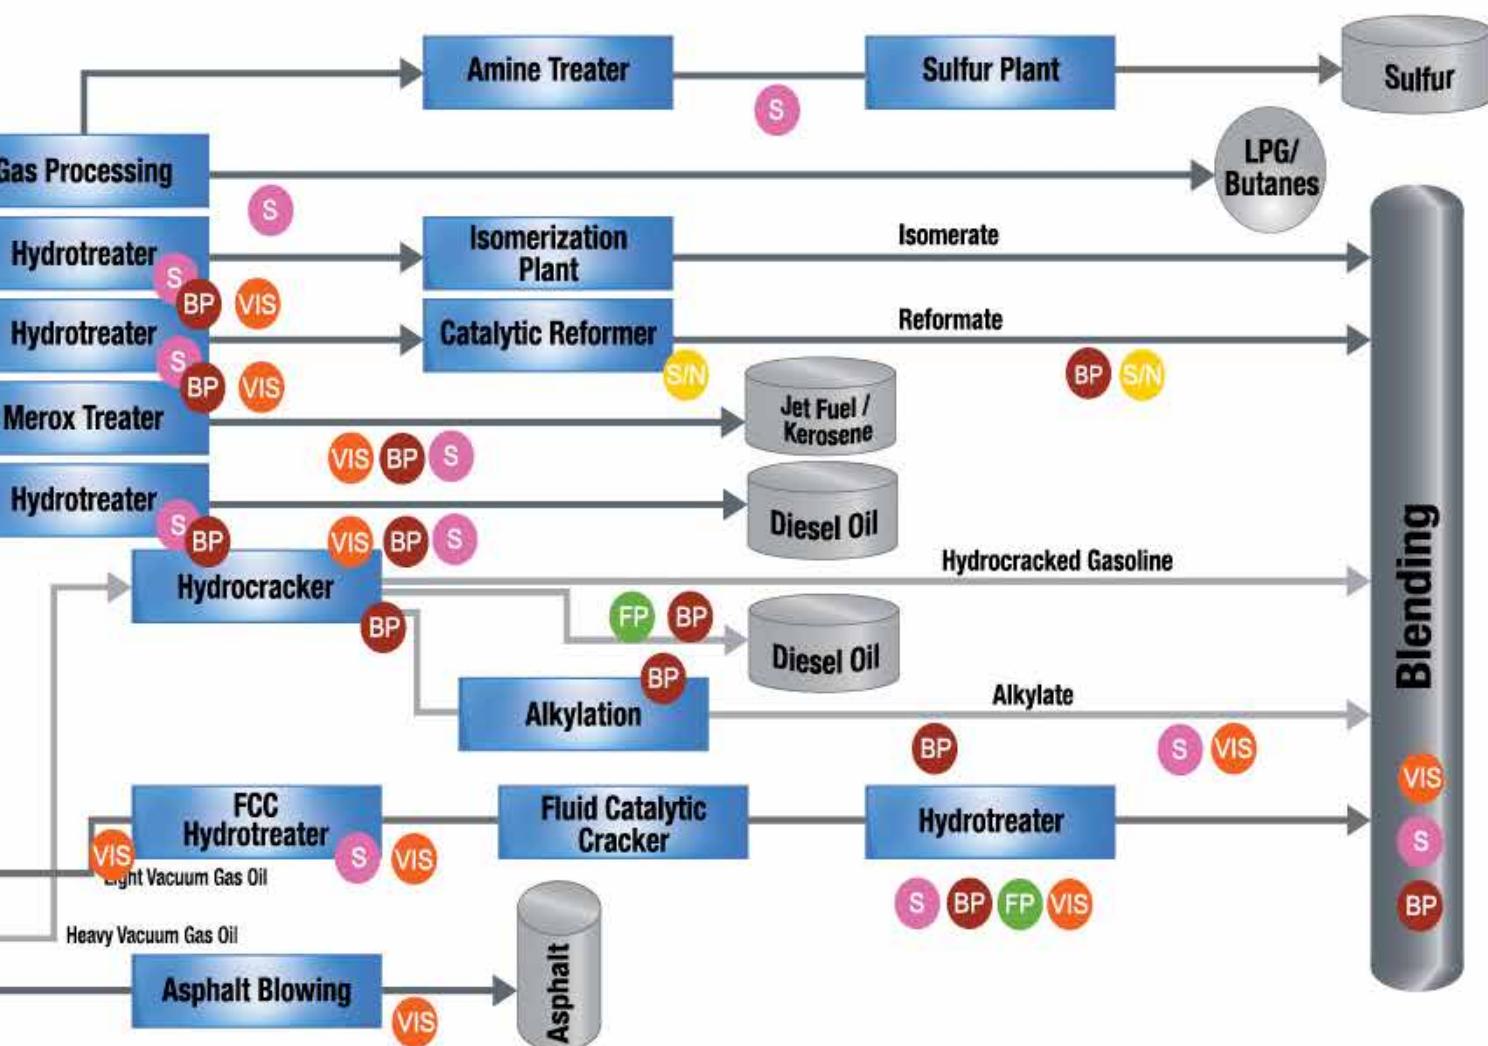 Amine Treater
Sulfur Plant
Sulfur
S
Gas Processing
LPG/
Butanes
S
Hydrotreater
S
BP
VIS
Isomerization
Plant
Isomerate
Hydrotreater
S
BP
VIS
Catalytic Reformer
S/N
Reformate
BP
S/N
Merox Treater
VIS
BP
S
Jet Fuel /
Kerosene
Hydrotreater
S
BP
VIS
BP
S
Diesel Oil
Hydrocracker
BP
Hydrocracked Gasoline
FP
BP
Diesel Oil
BP
Alkylation
Alkylate
BP
S
VIS
Blending
VIS
S
BP
FCC
Hydrotreater
VIS
S
VIS
Fluid Catalytic
Cracker
Hydrotreater
S
BP
FP
VIS
Light Vacuum Gas Oil
Heavy Vacuum Gas Oil
Asphalt Blowing
VIS
Asphalt